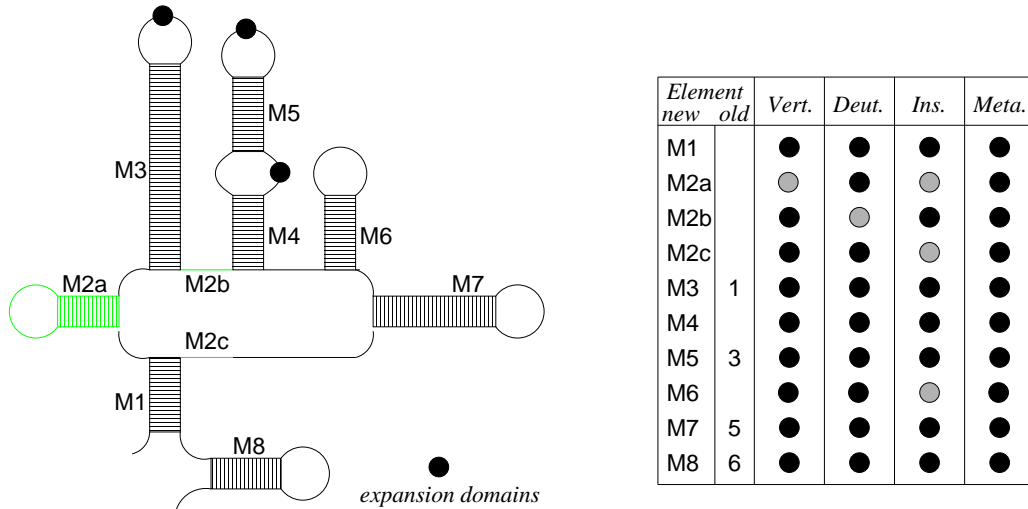 M5
M3
M4
M6
M2a
M2b
M7
M2c
M1
M8
expansion domains
Element Vert. Deut. Ins. Meta.
new old
M1
M2a
M2b
M2c
M3 1
M4
M5 3
M6
M7 5
M8 6